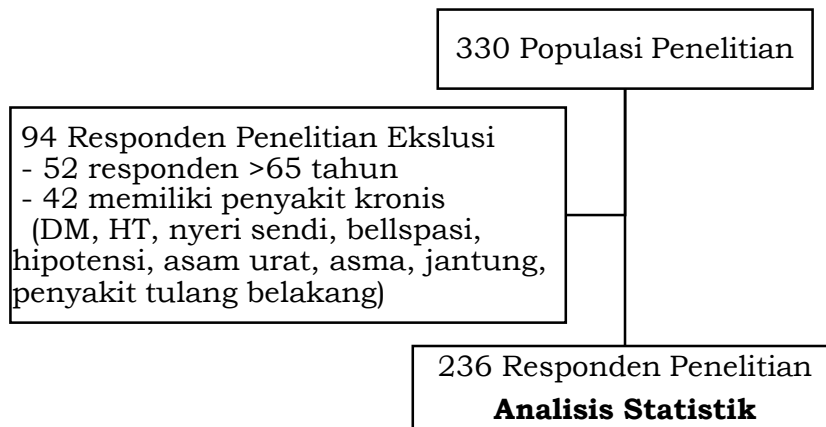 330 Populasi Penelitian
94 Responden Penelitian Ekslusi
- 52 responden >65 tahun
- 42 memiliki penyakit kronis
(DM, HT, nyeri sendi, bellspasi,
hipotensi, asam urat, asma, jantung,
penyakit tulang belakang)
236 Responden Penelitian
Analisis Statistik